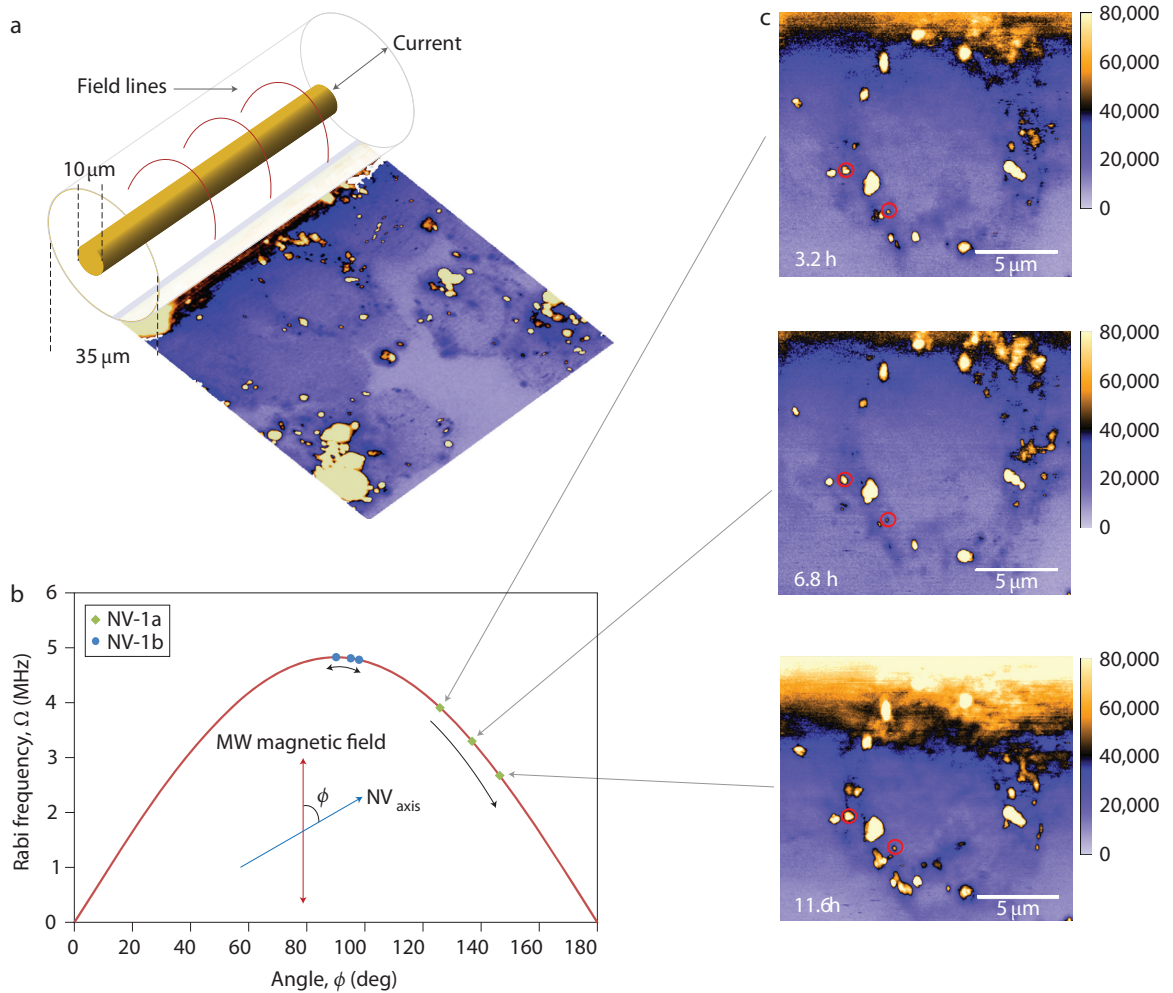 a
Current
Field lines
10 μm
35 μm
b
6
5
4
3
2
1
0
Rabi frequency, Ω (MHz)
NV-1a
NV-1b
MW magnetic field
ϕ
NV axis
0 20 40 60 80 100 120 140 160 180
Angle, ϕ (deg)
c
80,000
60,000
40,000
20,000
0
3.2 h
5 μm
80,000
60,000
40,000
20,000
0
6.8 h
5 μm
80,000
60,000
40,000
20,000
0
11.6h
5 μm